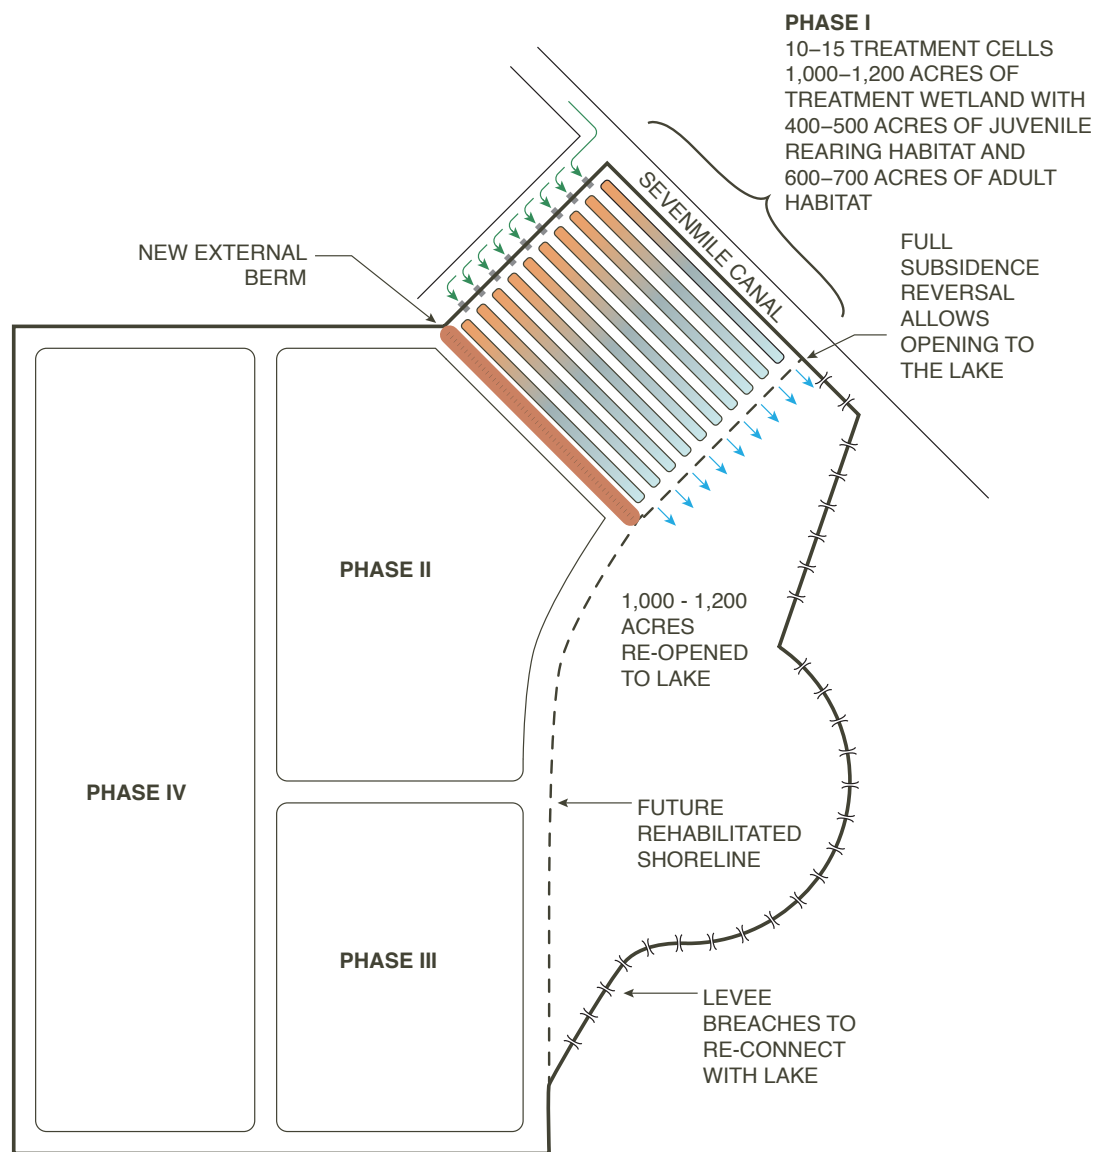 PHASE I
10–15 TREATMENT CELLS
1,000–1,200 ACRES OF
TREATMENT WETLAND WITH
400–500 ACRES OF JUVENILE
REARING HABITAT AND
600–700 ACRES OF ADULT
HABITAT
SEVENMILE CANAL
NEW EXTERNAL
BERM
FULL
SUBSIDENCE
REVERSAL
ALLOWS
OPENING TO
THE LAKE
PHASE II
1,000 - 1,200
ACRES
RE-OPENED
TO LAKE
PHASE IV
FUTURE
REHABILITATED
SHORELINE
PHASE III
LEVEE
BREACHES TO
RE-CONNECT
WITH LAKE